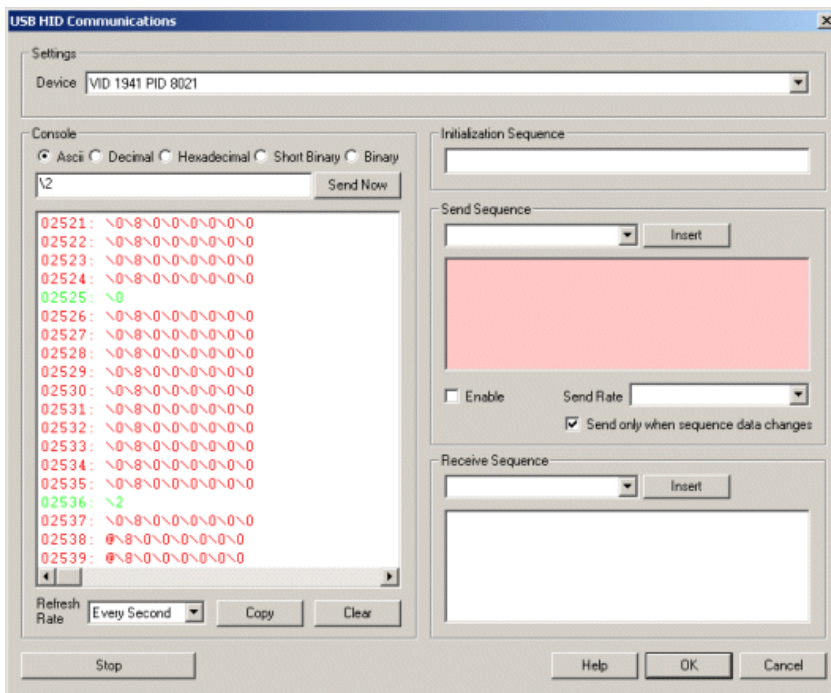 USB HID Communications
Settings
Device VID 1941 PID 8021
Console
Ascii Decimal Hexadecimal Short Binary Binary
\2 Send Now
02521: \0\8\0\0\0\0\0\0
02522: \0\8\0\0\0\0\0\0
02523: \0\8\0\0\0\0\0\0
02524: \0\8\0\0\0\0\0\0
02525: \0
02526: \0\8\0\0\0\0\0\0
02527: \0\8\0\0\0\0\0\0
02528: \0\8\0\0\0\0\0\0
02529: \0\8\0\0\0\0\0\0
02530: \0\8\0\0\0\0\0\0
02531: \0\8\0\0\0\0\0\0
02532: \0\8\0\0\0\0\0\0
02533: \0\8\0\0\0\0\0\0
02534: \0\8\0\0\0\0\0\0
02535: \0\8\0\0\0\0\0\0
02536: \2
02537: \0\8\0\0\0\0\0\0
02538: @\8\0\0\0\0\0\0
02539: @\8\0\0\0\0\0\0
Refresh
Rate
Every Second Copy Clear
Initialization Sequence
Send Sequence
Insert
Enable Send Rate
Send only when sequence data changes
Receive Sequence
Insert
Stop Help OK Cancel